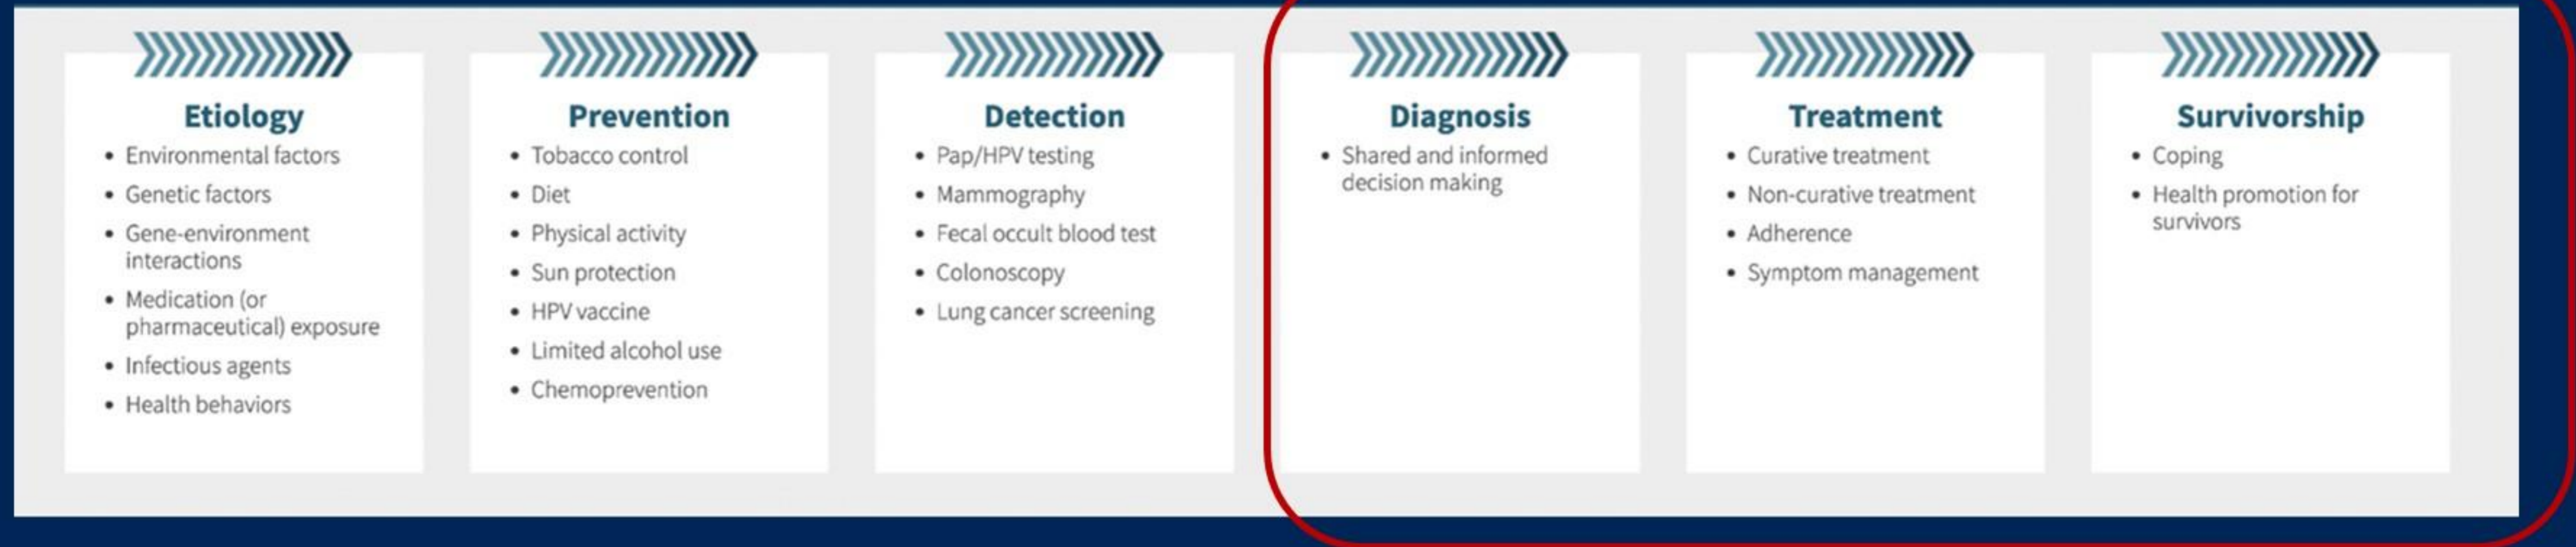 Etiology
• Environmental factors
• Genetic factors
• Gene-environment
interactions
• Medication (or
pharmaceutical) exposure
• Infectious agents
• Health behaviors
Prevention
• Tobacco control
• Diet
• Physical activity
• Sun protection
• HPV vaccine
• Limited alcohol use
• Chemoprevention
Detection
• Pap/HPV testing
• Mammography
• Fecal occult blood test
• Colonoscopy
• Lung cancer screening
Diagnosis
• Shared and informed
decision making
Treatment
• Curative treatment
• Non-curative treatment
• Adherence
• Symptom management
Survivorship
• Coping
• Health promotion for
survivors